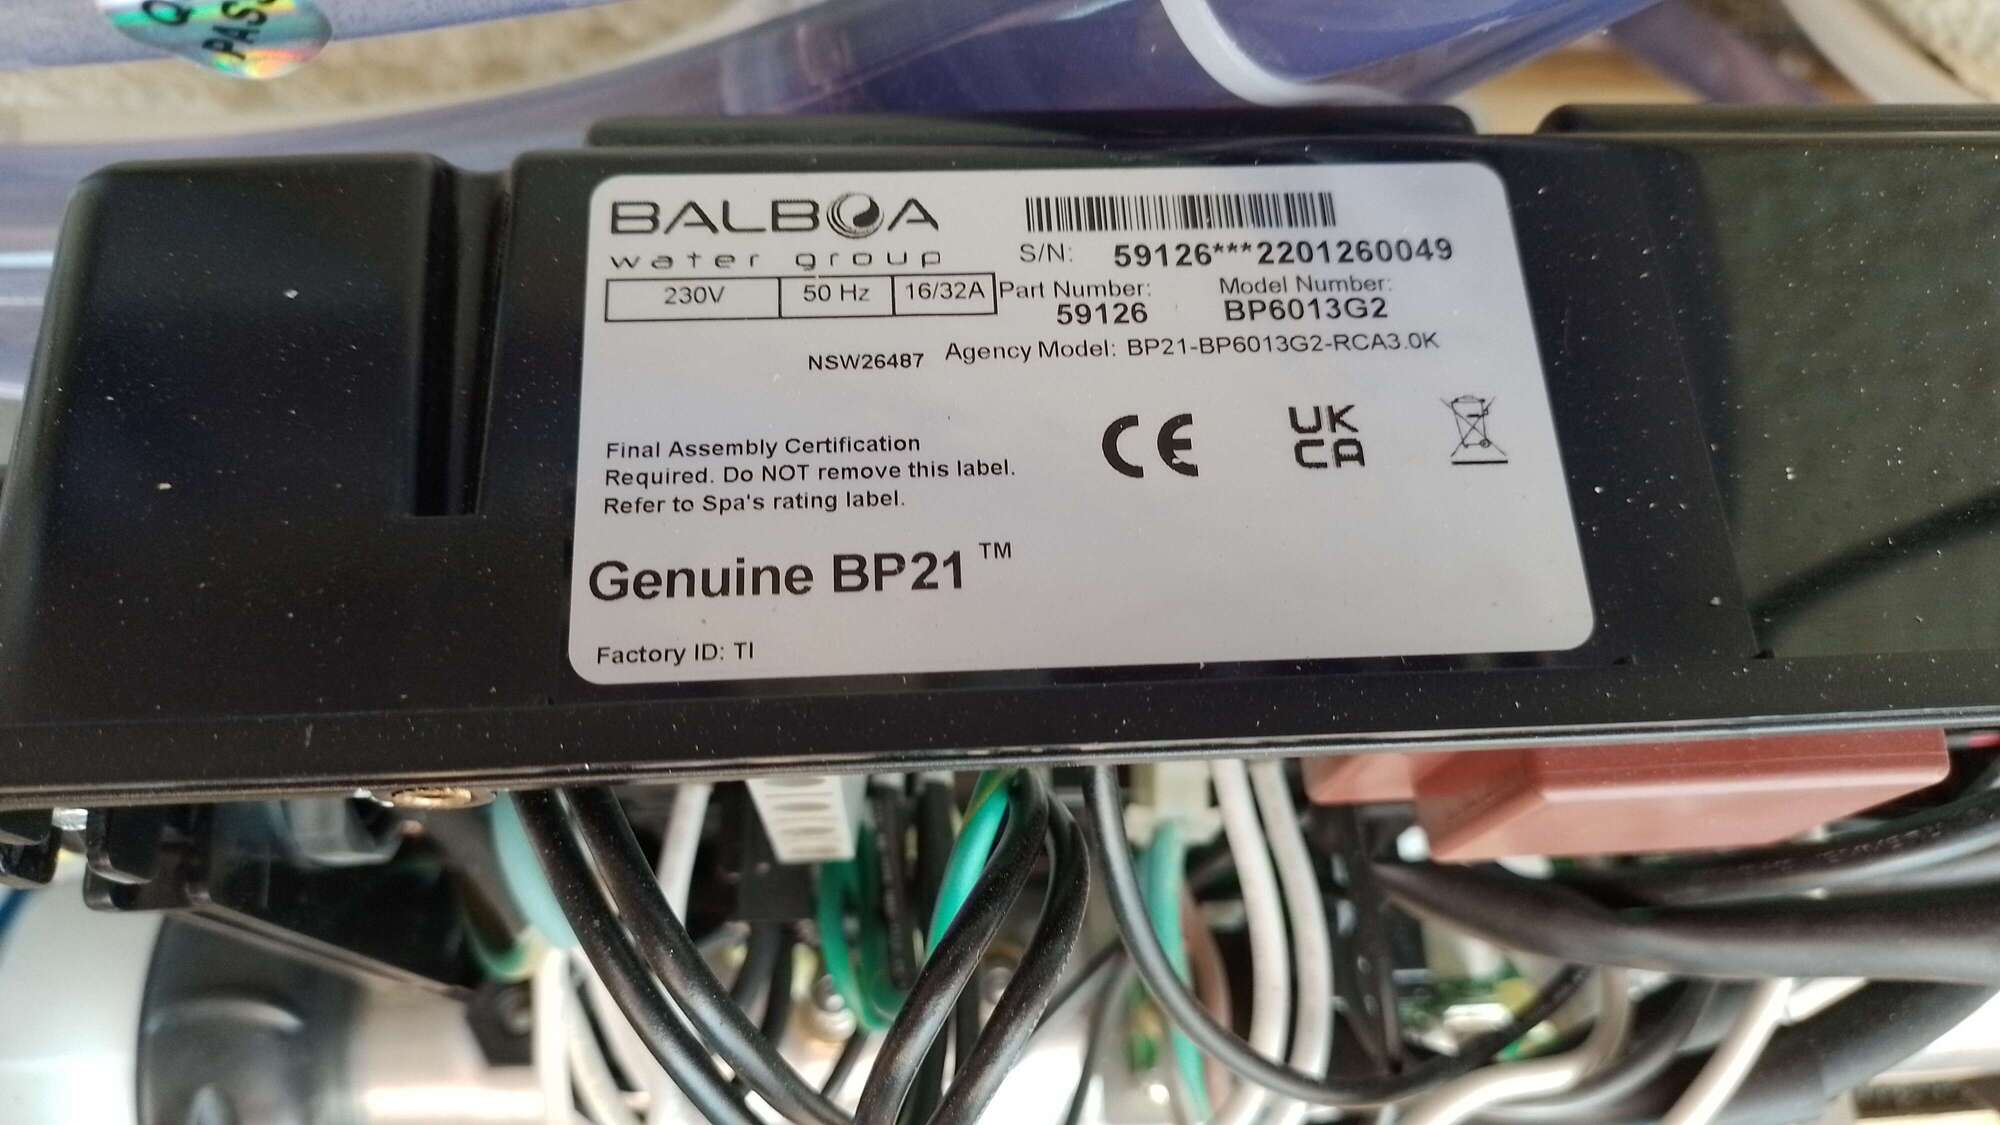 Q
PASS
BALBOA
water group
S/N: 59126***2201260049
230V 50 Hz 16/32A
Part Number: 59126
Model Number: BP6013G2
NSW26487
Agency Model: BP21-BP6013G2-RCA3.0K
Final Assembly Certification
Required. Do NOT remove this label.
Refer to Spa's rating label.
CE
UK
CA
Genuine BP21 ™
Factory ID: TI